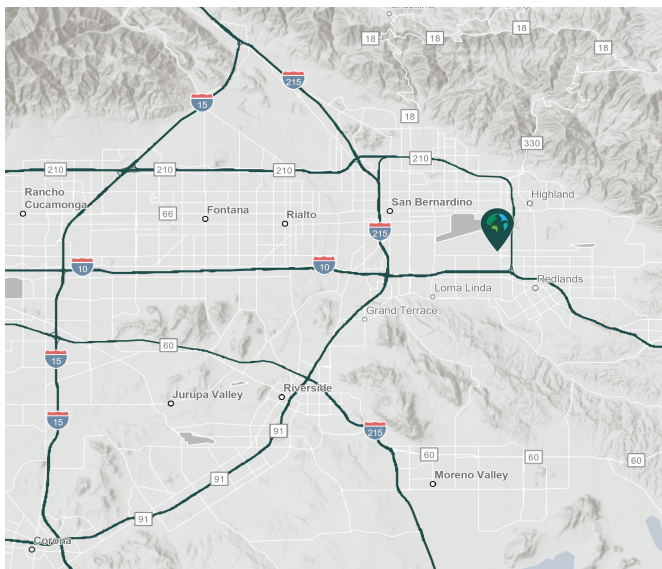 18
18
18
18
215
15
18
330
210
210
210
210
Rancho
Cucamonga
Highland
San Bernardino
66
Fontana
Rialto
215
10
10
Redlands
Loma Linda
Grand Terrace
60
15
Riverside
Jurupa Valley
15
91
215
60
60
Moreno Valley
91
91
Corona